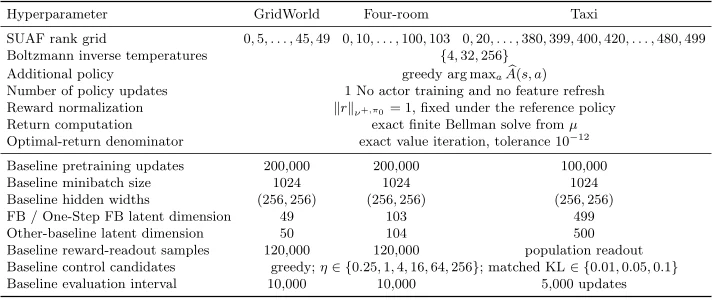 Hyperparameter GridWorld Four-room Taxi
SUAF rank grid 0, 5, . . . , 45, 49 0, 10, . . . , 100, 103 0, 20, . . . , 380, 399, 400, 420, . . . , 480, 499
Boltzmann inverse temperatures {4, 32, 256}
Additional policy greedy arg maxₐ Â(s, a)
Number of policy updates 1 No actor training and no feature refresh
Reward normalization ‖r‖_{ν⁺,π₀} = 1, fixed under the reference policy
Return computation exact finite Bellman solve from μ
Optimal-return denominator exact value iteration, tolerance 10⁻¹²
Baseline pretraining updates 200,000 200,000 100,000
Baseline minibatch size 1024 1024 1024
Baseline hidden widths (256, 256) (256, 256) (256, 256)
FB / One-Step FB latent dimension 49 103 499
Other-baseline latent dimension 50 104 500
Baseline reward-readout samples 120,000 120,000 population readout
Baseline control candidates greedy; η ∈ {0.25, 1, 4, 16, 64, 256}; matched KL ∈ {0.01, 0.05, 0.1}
Baseline evaluation interval 10,000 10,000 5,000 updates